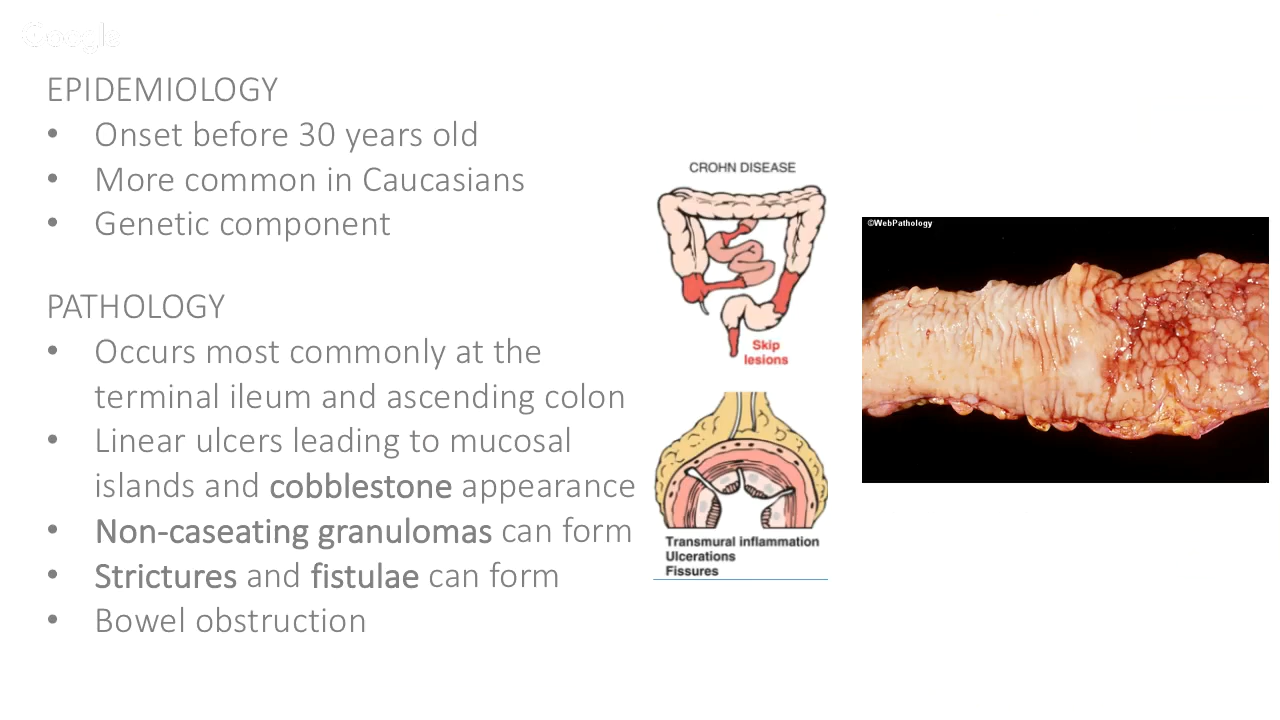 Google
EPIDEMIOLOGY
• Onset before 30 years old
• More common in Caucasians
• Genetic component
PATHOLOGY
• Occurs most commonly at the
terminal ileum and ascending colon
• Linear ulcers leading to mucosal
islands and cobblestone appearance
• Non-caseating granulomas can form
• Strictures and fistulae can form
• Bowel obstruction
CROHN DISEASE
Skip
lesions
Transmural inflammation
Ulcerations
Fissures
©WebPathology